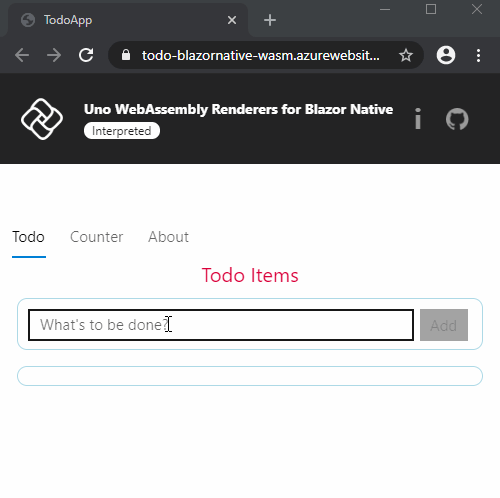 TodoApp
todo-blazornative-wasm.azurewebsit...
Uno WebAssembly Renderers for Blazor Native
Interpreted
Todo Counter About
Todo Items
What's to be done?
Add